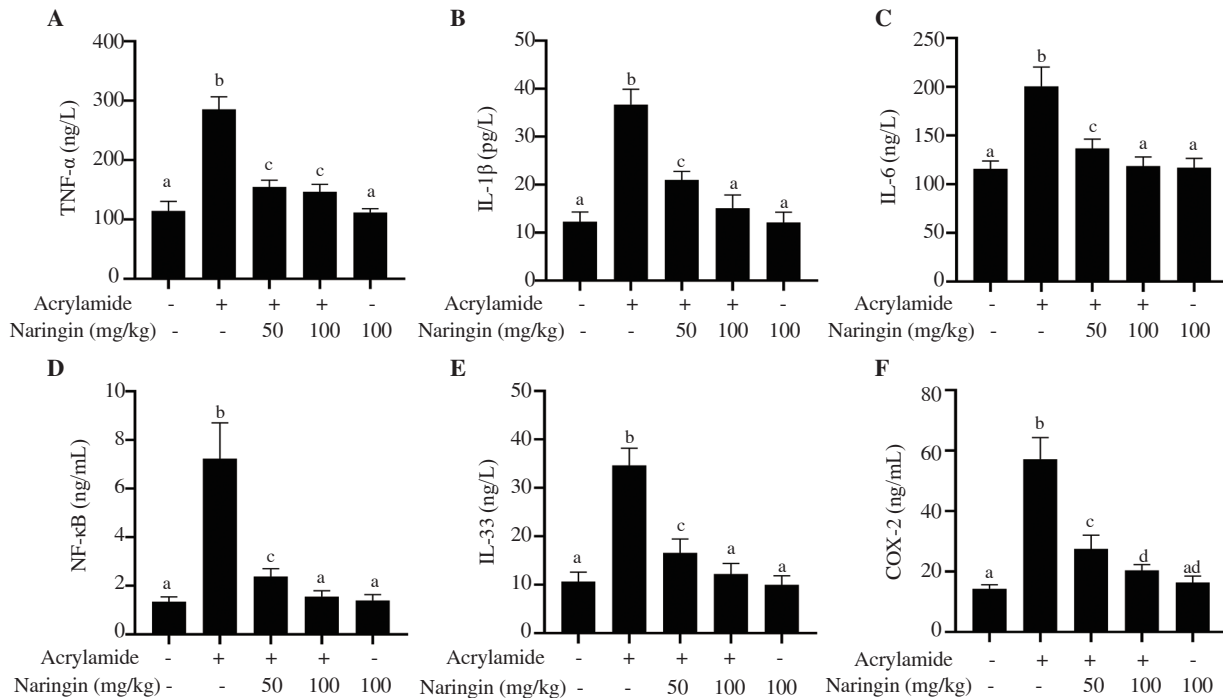 A
TNF-α (ng/L)
400
300
200
100
0
a
b
c
c
a
Acrylamide - + + + -
Naringin (mg/kg) - - 50 100 100
B
IL-1β (pg/L)
50
40
30
20
10
0
a
b
c
a
a
Acrylamide - + + + -
Naringin (mg/kg) - - 50 100 100
C
IL-6 (ng/L)
250
200
150
100
50
0
a
b
c
a
a
Acrylamide - + + + -
Naringin (mg/kg) - - 50 100 100
D
NF-κB (ng/mL)
10
8
6
4
2
0
a
b
c
a
a
Acrylamide - + + + -
Naringin (mg/kg) - - 50 100 100
E
IL-33 (ng/L)
50
40
30
20
10
0
a
b
c
a
a
Acrylamide - + + + -
Naringin (mg/kg) - - 50 100 100
F
COX-2 (ng/mL)
80
60
40
20
0
a
b
c
d
ad
Acrylamide - + + + -
Naringin (mg/kg) - - 50 100 100